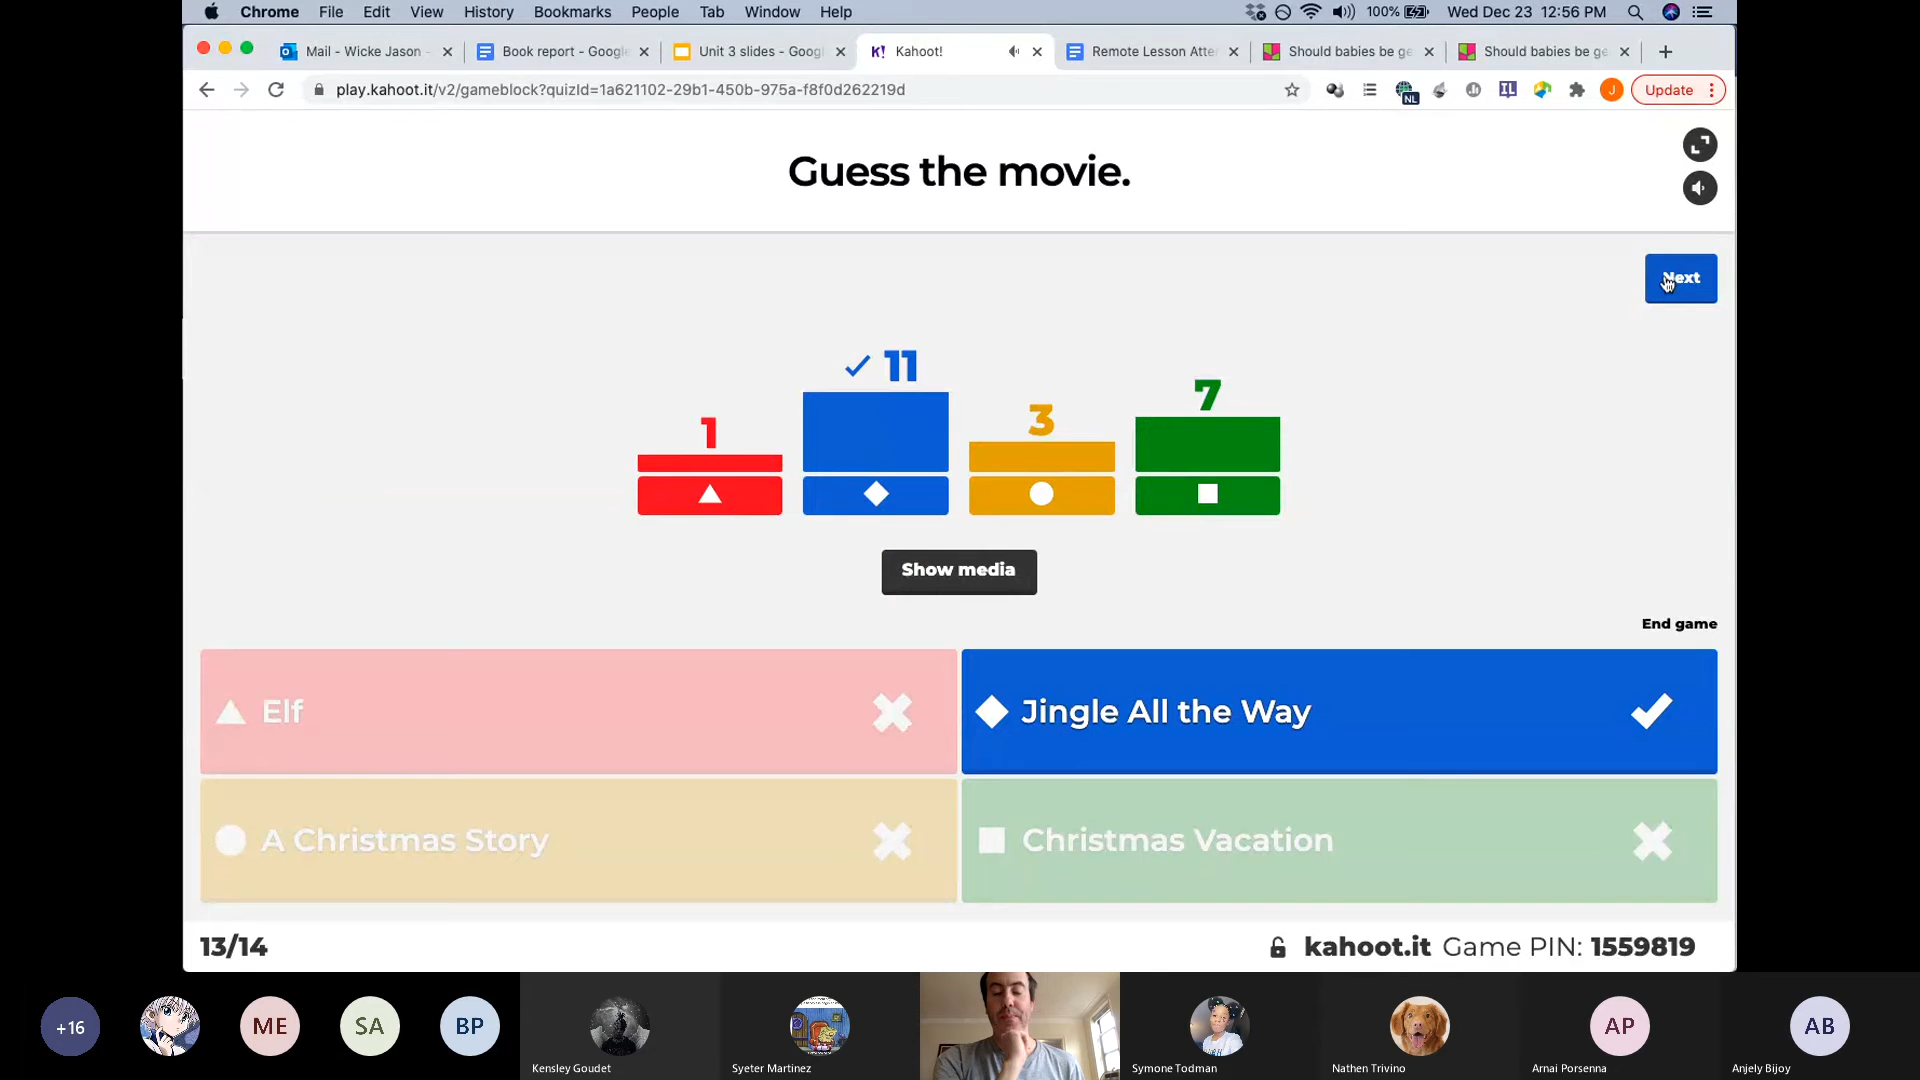 Chrome File Edit View History Bookmarks People Tab Window Help 100% Wed Dec 23 12:56 PM
Mail - Wicke Jason - Book report - Google Unit 3 slides - Googl Kahoot! Remote Lesson Atte Should babies be ge Should babies be ge
play.kahoot.it/v2/gameblock?quizId=1a621102-29b1-450b-975a-f8f0d262219d NL IL J Update
Guess the movie.
Next
1 11 3 7
Show media
End game
Elf Jingle All the Way
A Christmas Story Christmas Vacation
13/14 kahoot.it Game PIN: 1559819
+16 ME SA BP AP AB
Kensley Goudet Syeter Martinez Symone Todman Nathen Trivino Arnai Porsenna Anjely Bijoy